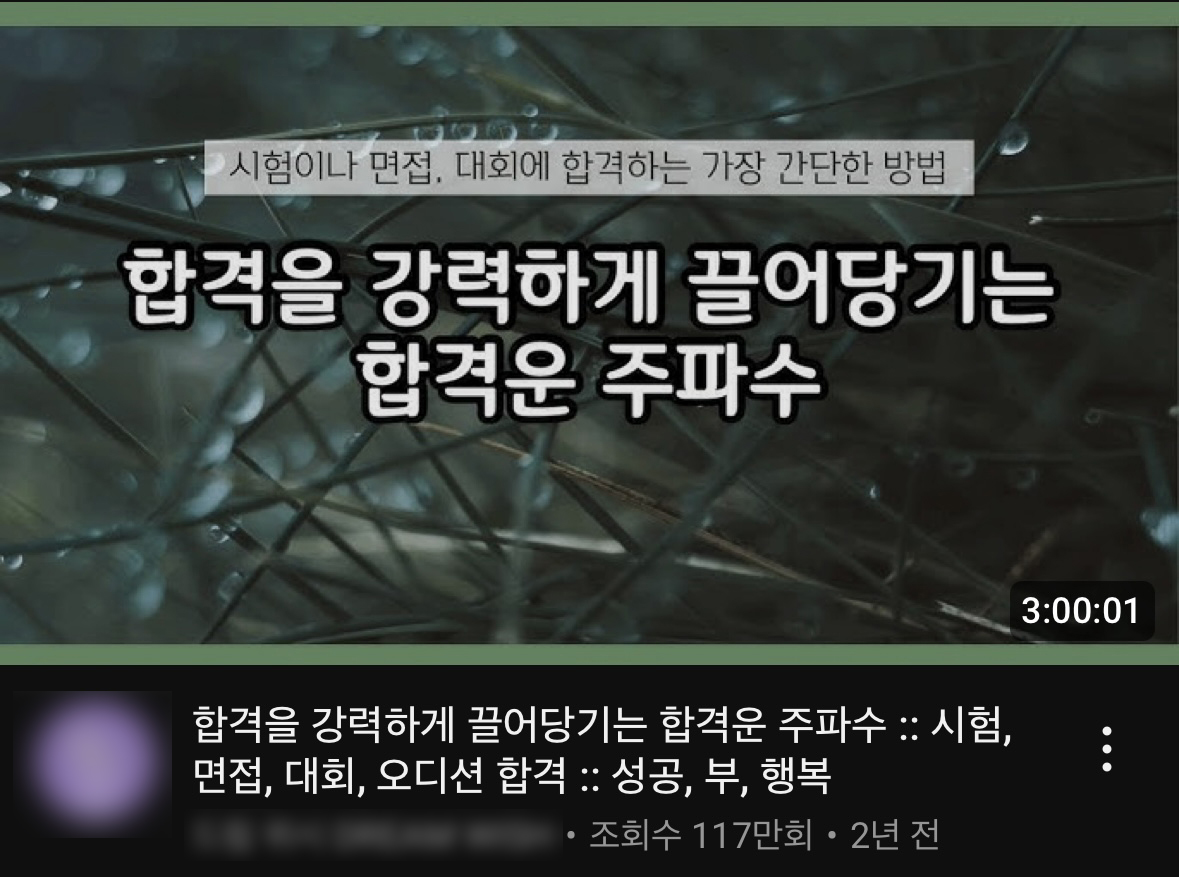 시험이나 면접, 대회에 합격하는 가장 간단한 방법
합격을 강력하게 끌어당기는
합격운 주파수
3:00:01
합격을 강력하게 끌어당기는 합격운 주파수 :: 시험,
면접, 대회, 오디션 합격 :: 성공, 부, 행복
• 조회수 117만회 • 2년 전